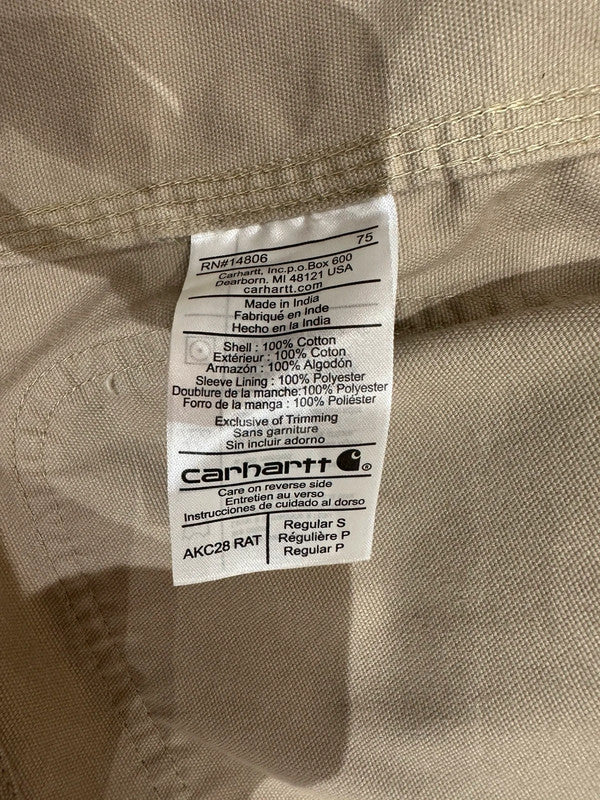 RN#14806 75
Carhartt, Inc.p.o.Box 600
Dearborn. MI 48121 USA
carhartt.com
Made in India
Fabriqué en Inde
Hecho en la India
Shell : 100% Cotton
Extérieur : 100% Coton
Armazón : 100% Algodón
Sleeve Lining : 100% Polyester
Doublure de la manche:100% Polyester
Forro de la manga : 100% Poliéster
Exclusive of Trimming
Sans garniture
Sin incluir adorno
carhartt ®
Care on reverse side
Entretien au verso
Instrucciones de cuidado al dorso
AKC28 RAT
Regular S
Régulière P
Regular P